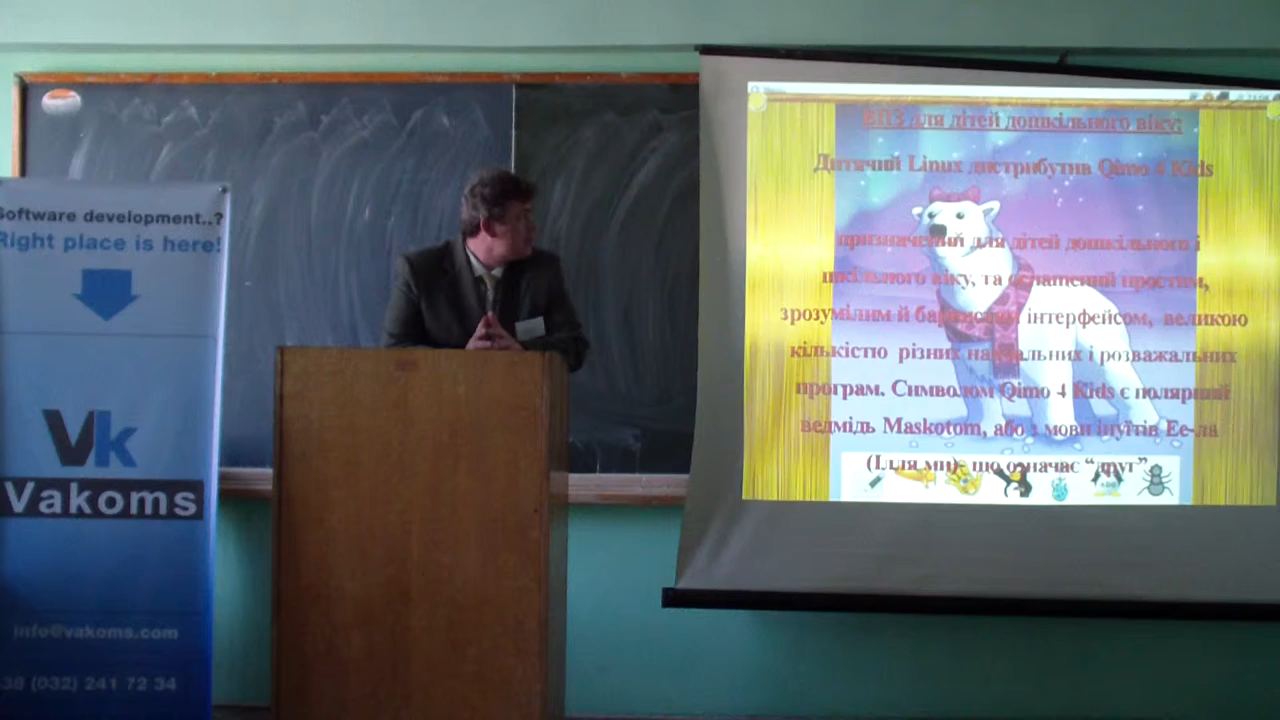 Software development..?
Right place is here!
Vk
Vakoms
info@vakoms.com
38 (032) 241 72 34
ВПЗ для дітей дошкільного віку:
Дитячий Linux дистрибутив Qimo 4 Kids
призначений для дітей дошкільного і
шкільного віку, та оснащений простим,
зрозумілим й барвистим інтерфейсом, великою
кількістю різних навчальних і розважальних
програм. Символом Qimo 4 Kids є полярний
ведмідь Maskotom, або з мови інуїтів Ее-ла
що означає “друг”